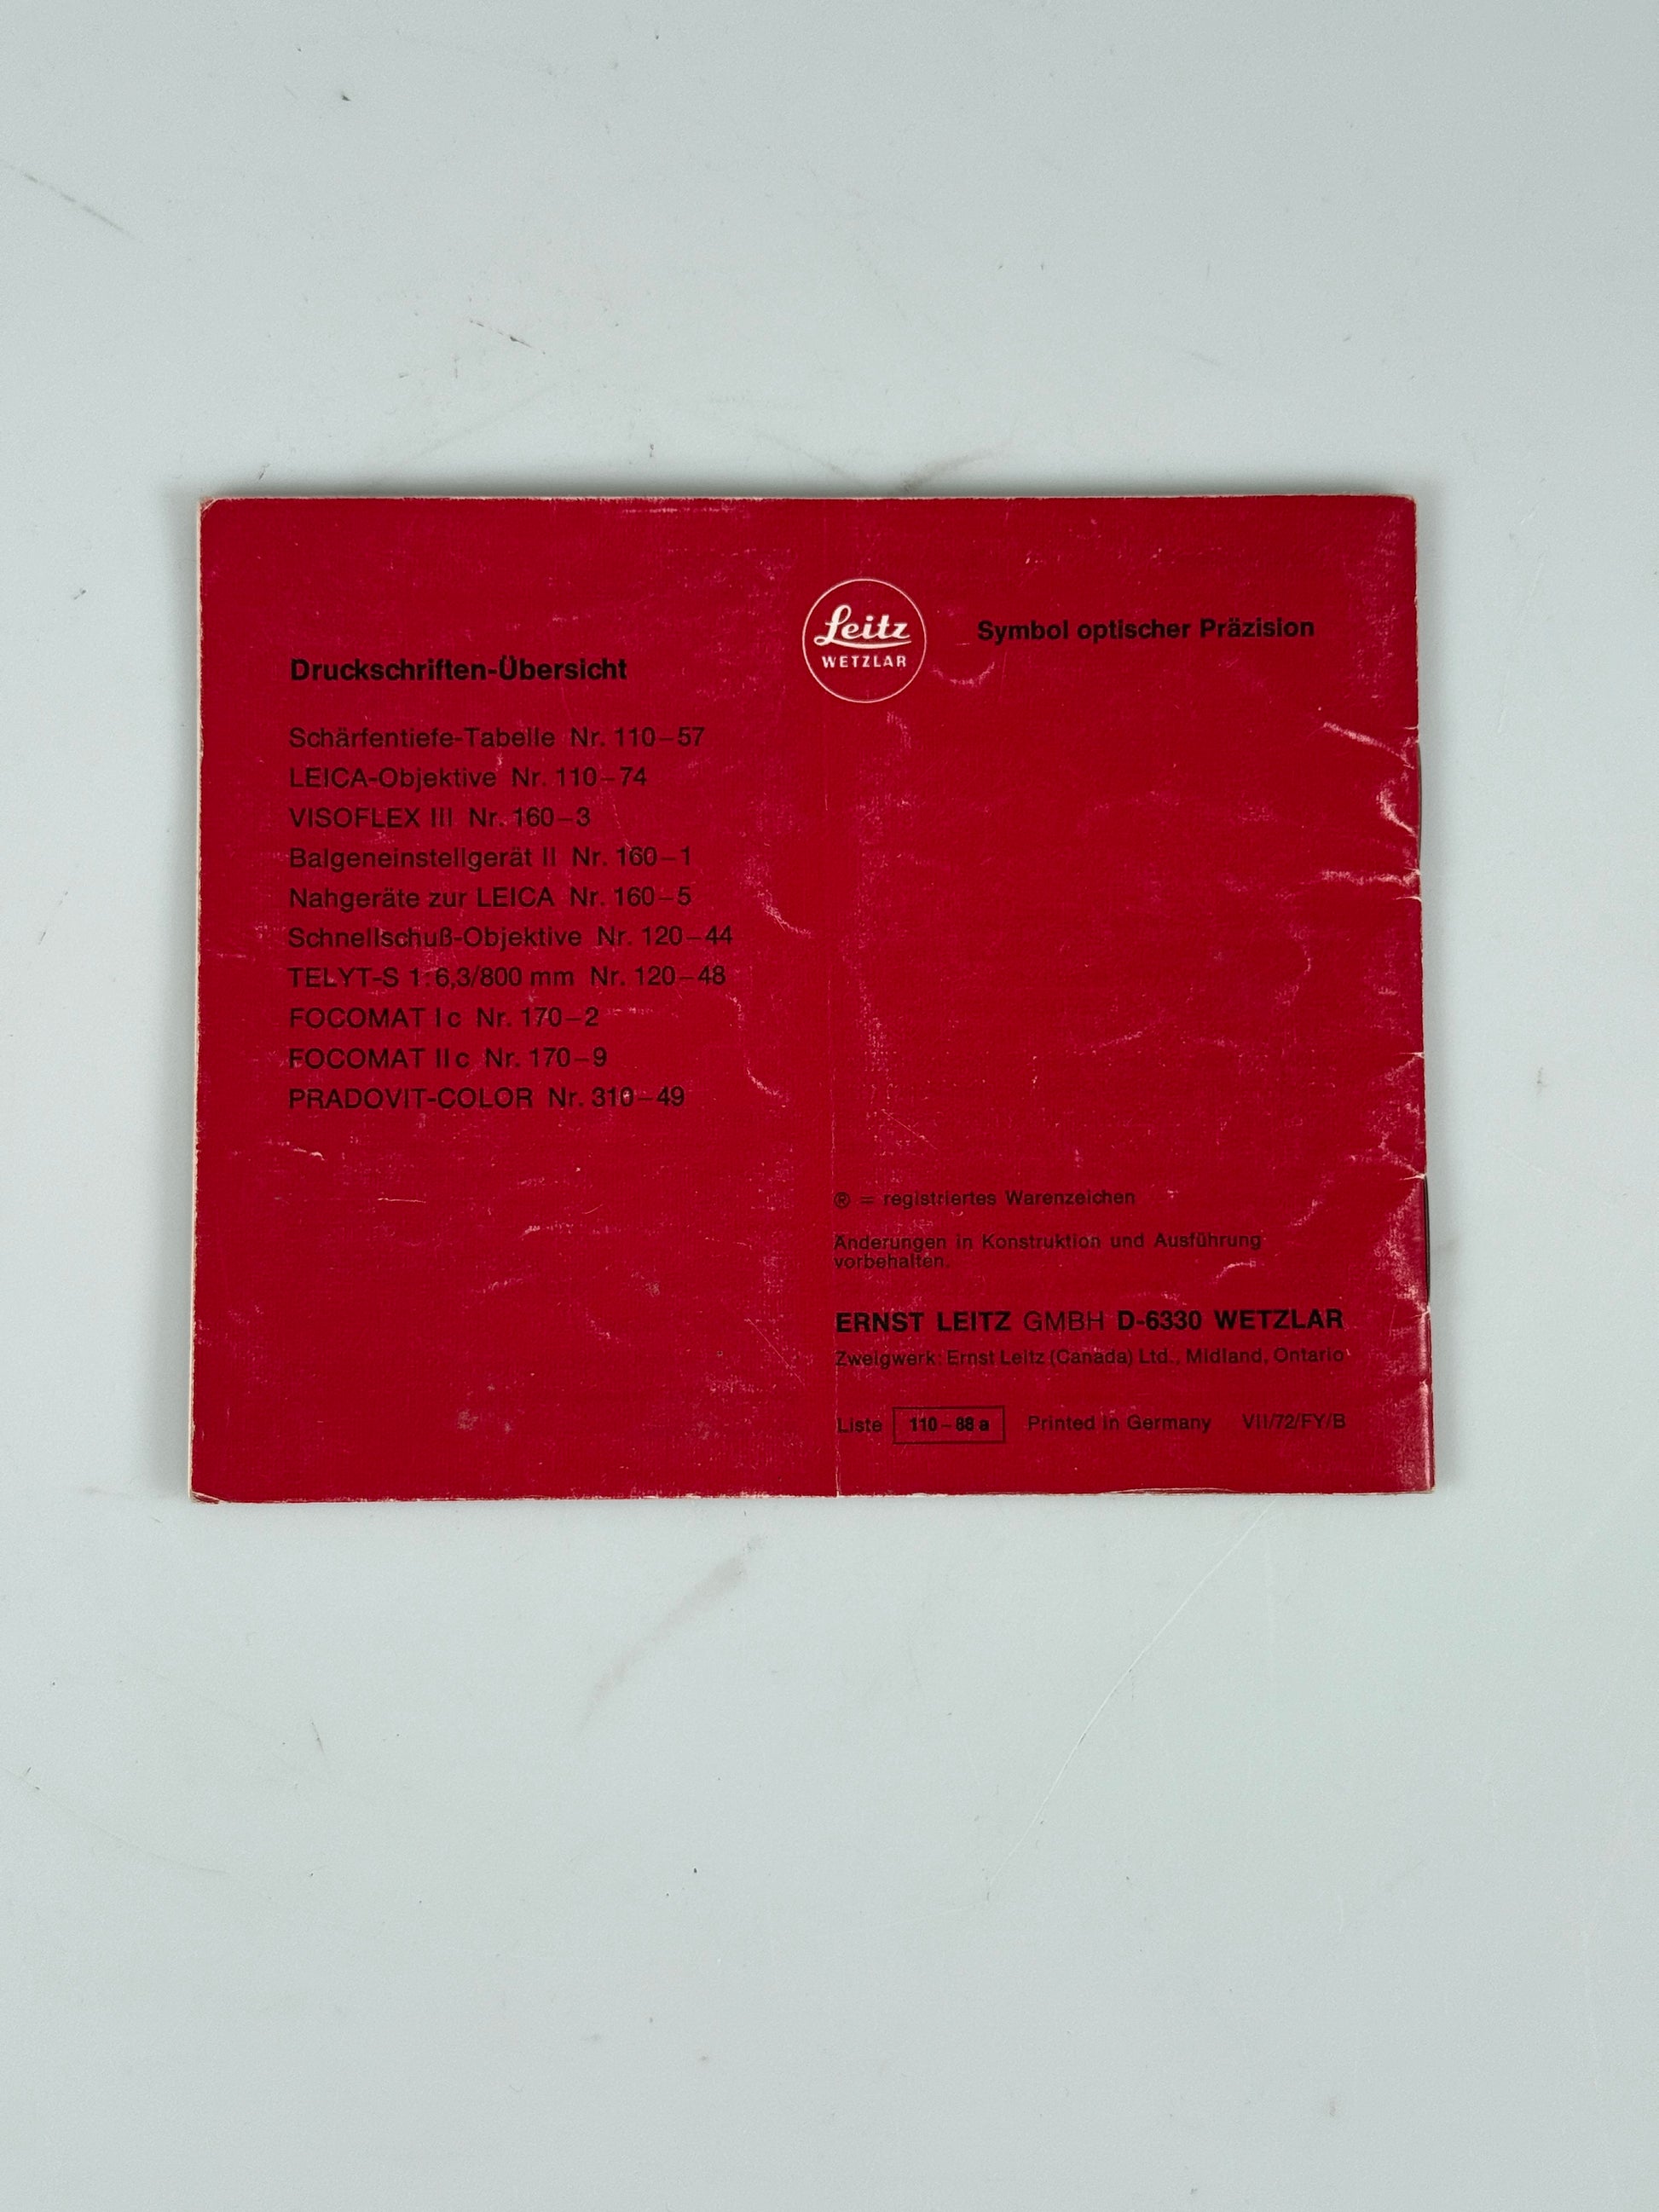 Leitz
WETZLAR
Symbol optischer Präzision
Druckschriften-Übersicht
Schärfentiefe-Tabelle Nr. 110–57
LEICA-Objektive Nr. 110–74
VISOFLEX III Nr. 160–3
Balgeneinstellgerät II Nr. 160–1
Nahgeräte zur LEICA Nr. 160–5
Schnellschuß-Objektive Nr. 120–44
TELYT-S 1:6,3/800 mm Nr. 120–48
FOCOMAT Ic Nr. 170–2
FOCOMAT IIc Nr. 170–9
PRADOVIT-COLOR Nr. 310–49
® = registriertes Warenzeichen
Änderungen in Konstruktion und Ausführung
vorbehalten.
ERNST LEITZ GMBH D-6330 WETZLAR
Zweigwerk: Ernst Leitz (Canada) Ltd., Midland, Ontario
Liste 110–88 a Printed in Germany VII/72/FY/B